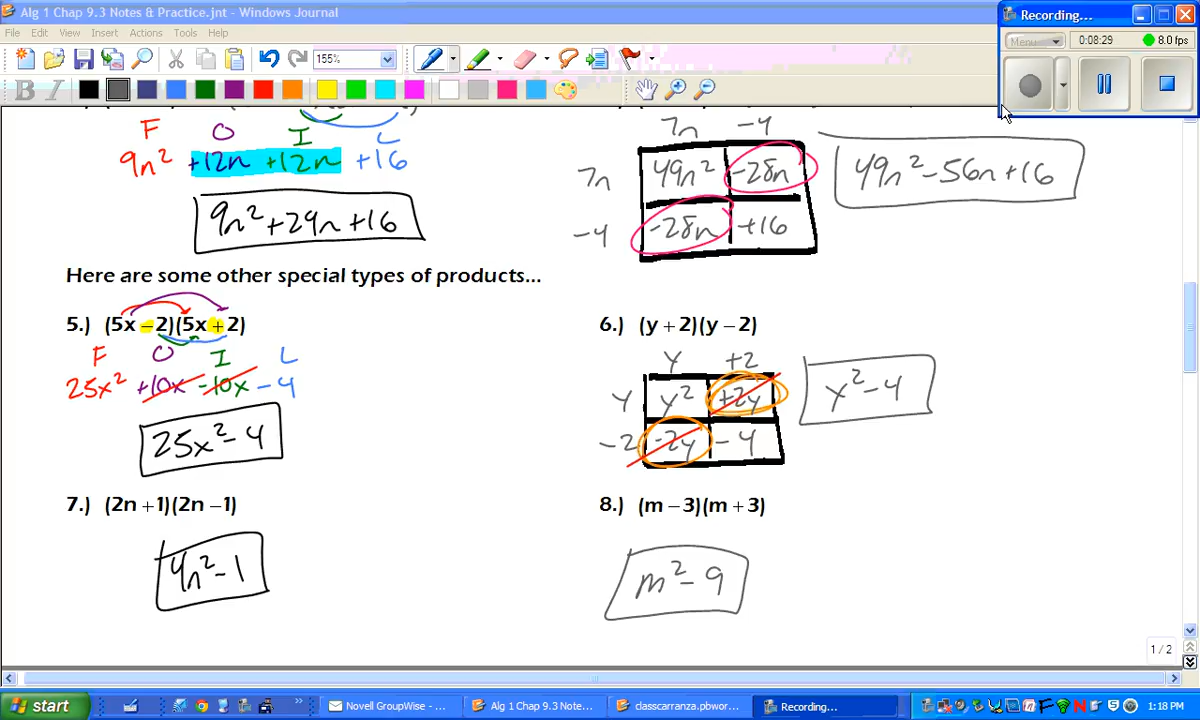 Alg 1 Chap 9.3 Notes & Practice.jnt - Windows Journal
Recording...
File Edit View Insert Actions Tools Help
Menu 0:08:29 8.0 fps
155%
B I
F O I L
9n² +12n +12n +16
9n² + 29n + 16
7n -4
7n 49n² -28n
-4 -28n +16
49n² - 56n + 16
Here are some other special types of products...
5.) (5x – 2)(5x + 2)
F O I L
25x² +10x -10x -4
25x² - 4
6.) (y + 2)(y – 2)
y +2
y y² +2y
-2 -2y -4
x² - 4
7.) (2n + 1)(2n – 1)
4n² - 1
8.) (m – 3)(m + 3)
m² - 9
1 / 2
start Novell GroupWise - ... Alg 1 Chap 9.3 Note... classcarranza.pbwor... Recording... 1:18 PM